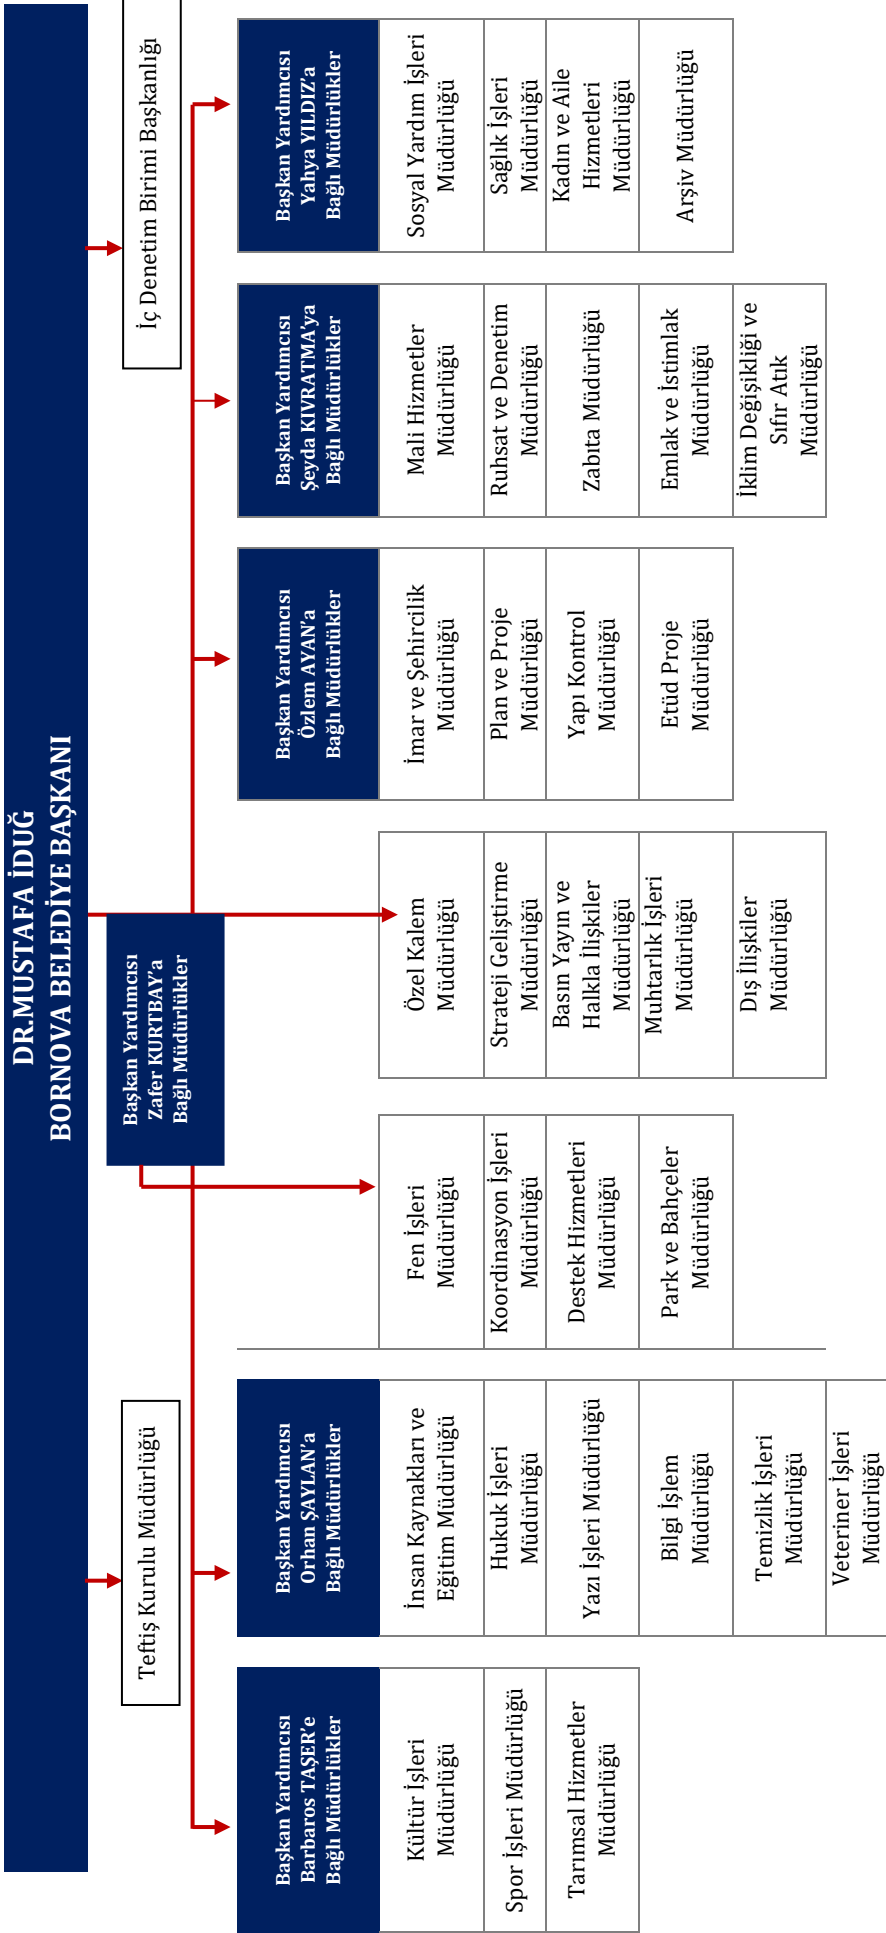 DR.MUSTAFA İDUĞ
BORNOVA BELEDİYE BAŞKANI
Teftiş Kurulu Müdürlüğü
İç Denetim Birimi Başkanlığı
Başkan Yardımcısı
Zafer KURTBAY’a
Bağlı Müdürlükler
Başkan Yardımcısı
Barbaros TAŞER’e
Bağlı Müdürlükler
Kültür İşleri
Müdürlüğü
Spor İşleri Müdürlüğü
Tarımsal Hizmetler
Müdürlüğü
Başkan Yardımcısı
Orhan ŞAYLAN’a
Bağlı Müdürlükler
İnsan Kaynakları ve
Eğitim Müdürlüğü
Hukuk İşleri
Müdürlüğü
Yazı İşleri Müdürlüğü
Bilgi İşlem
Müdürlüğü
Temizlik İşleri
Müdürlüğü
Veteriner İşleri
Müdürlüğü
Fen İşleri
Müdürlüğü
Koordinasyon İşleri
Müdürlüğü
Destek Hizmetleri
Müdürlüğü
Park ve Bahçeler
Müdürlüğü
Özel Kalem
Müdürlüğü
Strateji Geliştirme
Müdürlüğü
Basın Yayın ve
Halkla İlişkiler
Müdürlüğü
Muhtarlık İşleri
Müdürlüğü
Dış İlişkiler
Müdürlüğü
Başkan Yardımcısı
Özlem AYAN’a
Bağlı Müdürlükler
İmar ve Şehircilik
Müdürlüğü
Plan ve Proje
Müdürlüğü
Yapı Kontrol
Müdürlüğü
Etüd Proje
Müdürlüğü
Başkan Yardımcısı
Şeyda KIVRATMA’ya
Bağlı Müdürlükler
Mali Hizmetler
Müdürlüğü
Ruhsat ve Denetim
Müdürlüğü
Zabıta Müdürlüğü
Emlak ve İstimlak
Müdürlüğü
İklim Değişikliği ve
Sıfır Atık
Müdürlüğü
Başkan Yardımcısı
Yahya YILDIZ’a
Bağlı Müdürlükler
Sosyal Yardım İşleri
Müdürlüğü
Sağlık İşleri
Müdürlüğü
Kadın ve Aile
Hizmetleri
Müdürlüğü
Arşiv Müdürlüğü